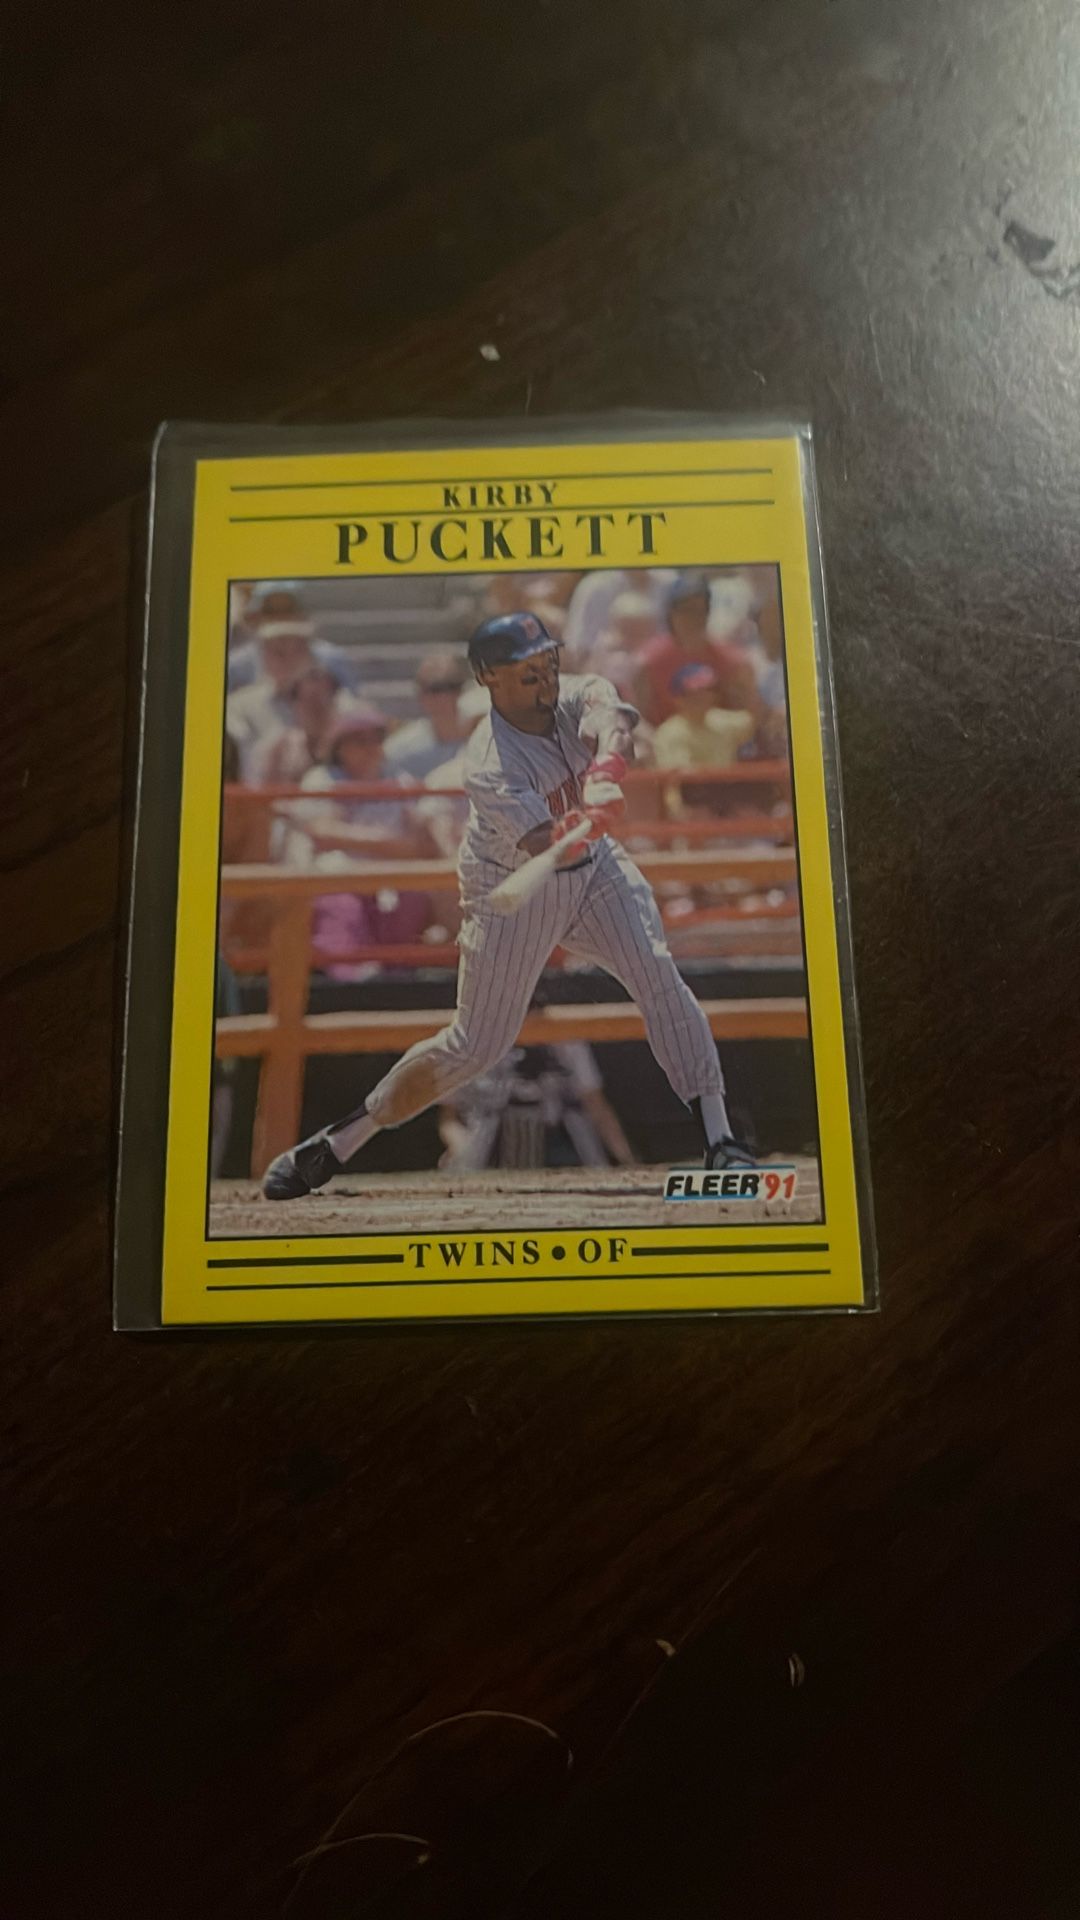 KIRBY
PUCKETT
FLEER'91
TWINS • OF